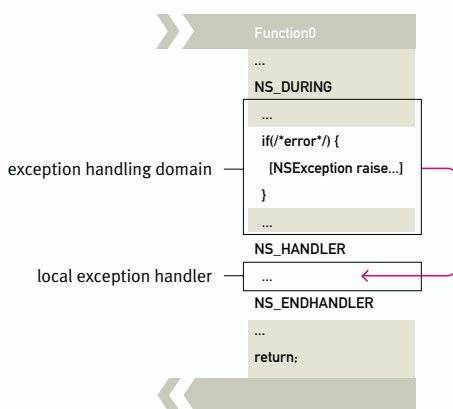 Function0
...
NS_DURING
...
if(/*error*/) {
[NSException raise...]
}
...
exception handling domain
NS_HANDLER
...
local exception handler
NS_ENDHANDLER
...
return;